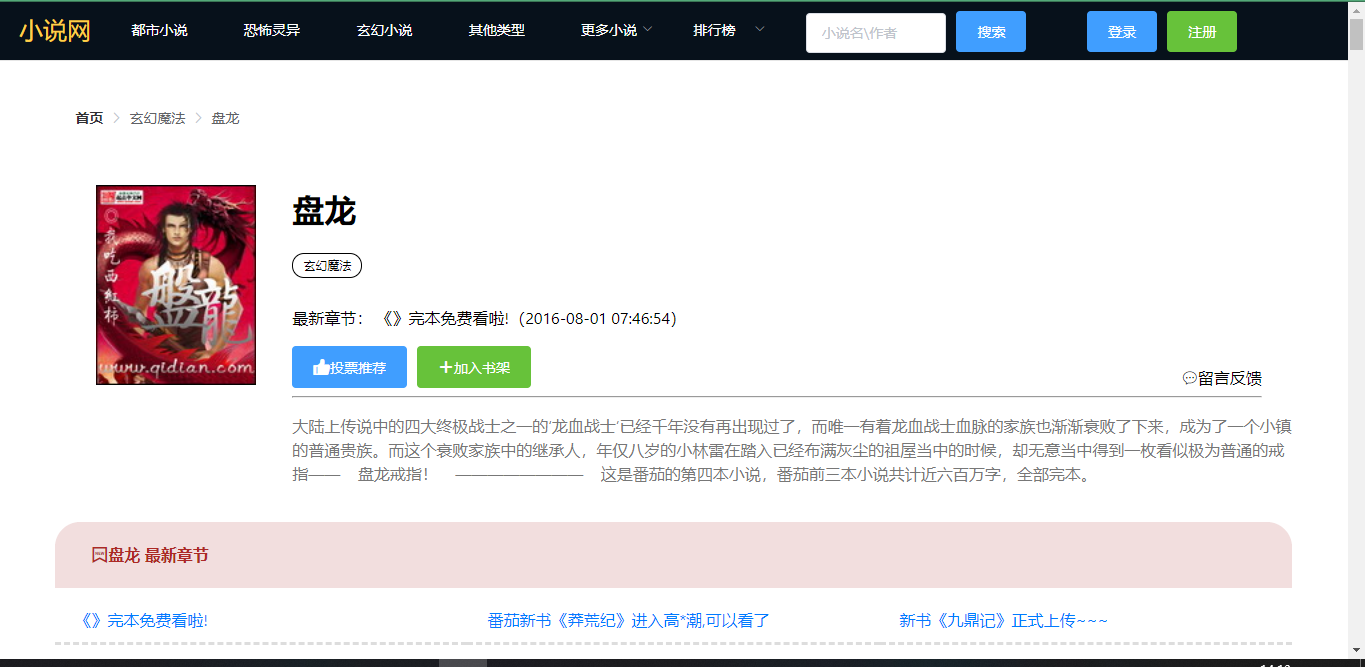 小说网 都市小说 恐怖灵异 玄幻小说 其他类型 更多小说 排行榜 小说名\作者 搜索 登录 注册
首页 玄幻魔法 盘龙
我吃西红柿
盤龍
www.qidian.com
盘龙
玄幻魔法
最新章节： 《》完本免费看啦!（2016-08-01 07:46:54）
投票推荐 加入书架
留言反馈
大陆上传说中的四大终极战士之一的‘龙血战士’已经千年没有再出现过了，而唯一有着龙血战士血脉的家族也渐渐衰败了下来，成为了一个小镇
的普通贵族。而这个衰败家族中的继承人，年仅八岁的小林雷在踏入已经布满灰尘的祖屋当中的时候，却无意当中得到一枚看似极为普通的戒
指—— 盘龙戒指！ ———————— 这是番茄的第四本小说，番茄前三本小说共计近六百万字，全部完本。
盘龙 最新章节
《》完本免费看啦! 番茄新书《莽荒纪》进入高*潮,可以看了 新书《九鼎记》正式上传~~~